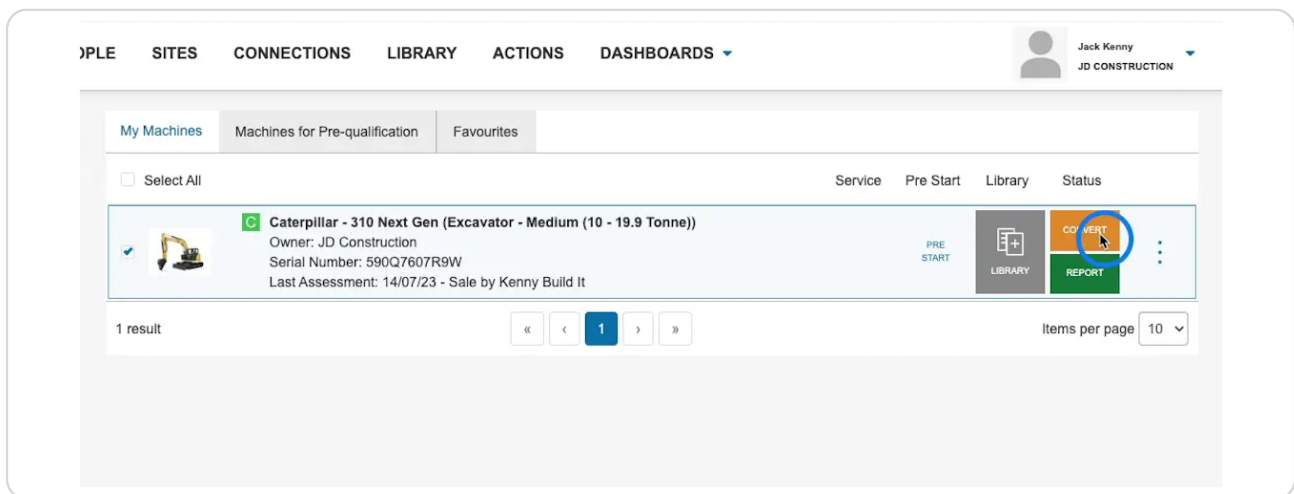 OPLE SITES CONNECTIONS LIBRARY ACTIONS DASHBOARDS
Jack Kenny
JD CONSTRUCTION
My Machines Machines for Pre-qualification Favourites
Select All Service Pre Start Library Status
C Caterpillar - 310 Next Gen (Excavator - Medium (10 - 19.9 Tonne))
Owner: JD Construction
Serial Number: 590Q7607R9W
Last Assessment: 14/07/23 - Sale by Kenny Build It
PRE
START
LIBRARY
CONVERT
REPORT
1 result « ‹ 1 › » Items per page 10